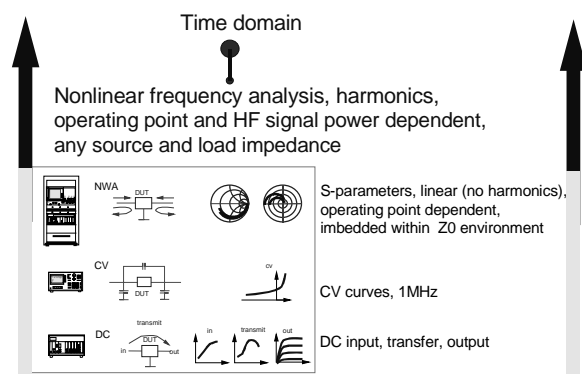 Time domain
Nonlinear frequency analysis, harmonics,
operating point and HF signal power dependent,
any source and load impedance
NWA
DUT
S-parameters, linear (no harmonics),
operating point dependent,
imbedded within Z0 environment
CV
DUT
cv
CV curves, 1MHz
DC
transmit
in
DUT
out
in
transmit
out
DC input, transfer, output